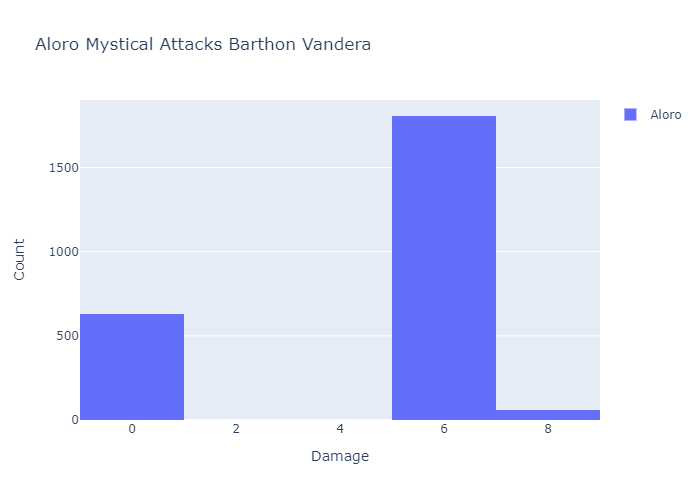 Aloro Mystical Attacks Barthon Vandera
Aloro
1500
1000
500
0
Count
0 2 4 6 8
Damage